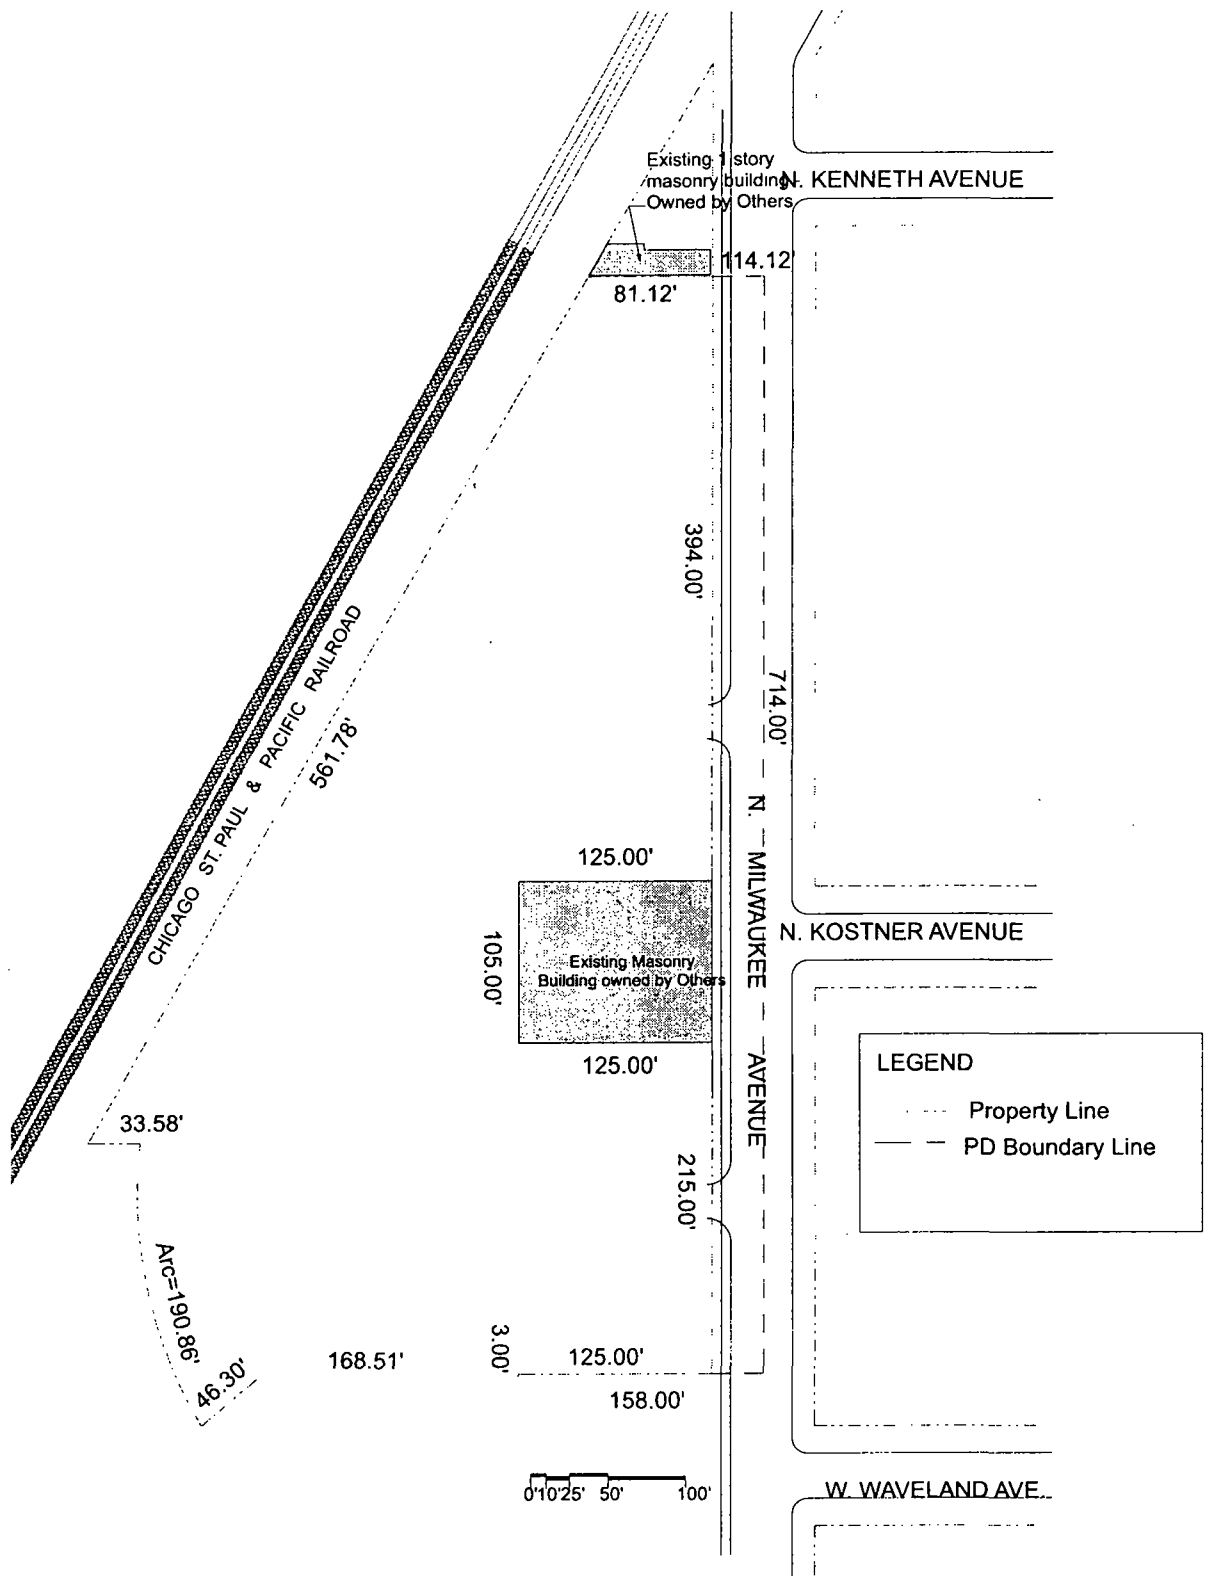 Existing 1 story
masonry building
Owned by Others
N. KENNETH AVENUE
114.12'
81.12'
394.00'
714.00'
CHICAGO ST. PAUL & PACIFIC RAILROAD
561.78'
N. MILWAUKEE AVENUE
125.00'
105.00'
Existing Masonry
Building owned by Others
125.00'
N. KOSTNER AVENUE
LEGEND
Property Line
PD Boundary Line
33.58'
215.00'
Arc=190.86'
46.30'
168.51'
3.00'
125.00'
158.00'
0'10'25' 50' 100'
W. WAVELAND AVE.